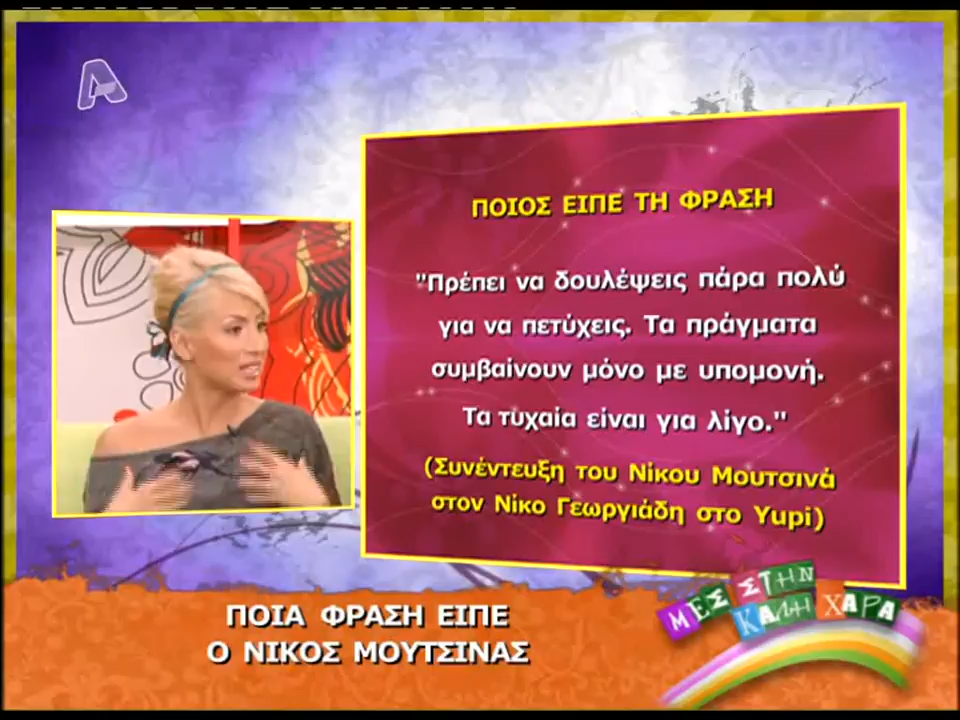 ΠΟΙΟΣ ΕΙΠΕ ΤΗ ΦΡΑΣΗ
"Πρέπει να δουλέψεις πάρα πολύ
για να πετύχεις. Τα πράγματα
συμβαίνουν μόνο με υπομονή.
Τα τυχαία είναι για λίγο."
(Συνέντευξη του Νίκου Μουτσινά
στον Νίκο Γεωργιάδη στο Yupi)
ΜΕΣ ΣΤΗΝ
ΚΑΛΗ ΧΑΡΑ
ΠΟΙΑ ΦΡΑΣΗ ΕΙΠΕ
Ο ΝΙΚΟΣ ΜΟΥΤΣΙΝΑΣ